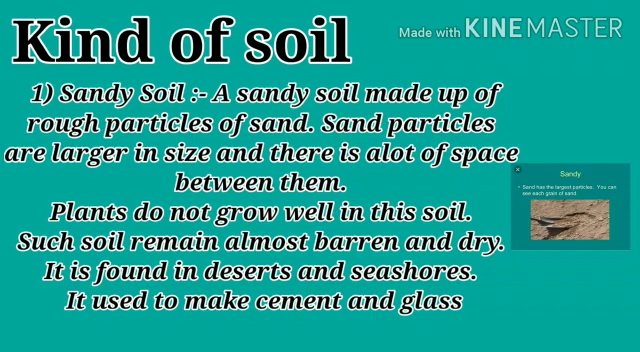 Kind of soil
Made with KINEMASTER
1) Sandy Soil :- A sandy soil made up of
rough particles of sand. Sand particles
are larger in size and there is alot of space
between them.
Plants do not grow well in this soil.
Such soil remain almost barren and dry.
It is found in deserts and seashores.
It used to make cement and glass
Sandy
• Sand has the largest particles. You can
see each grain of sand